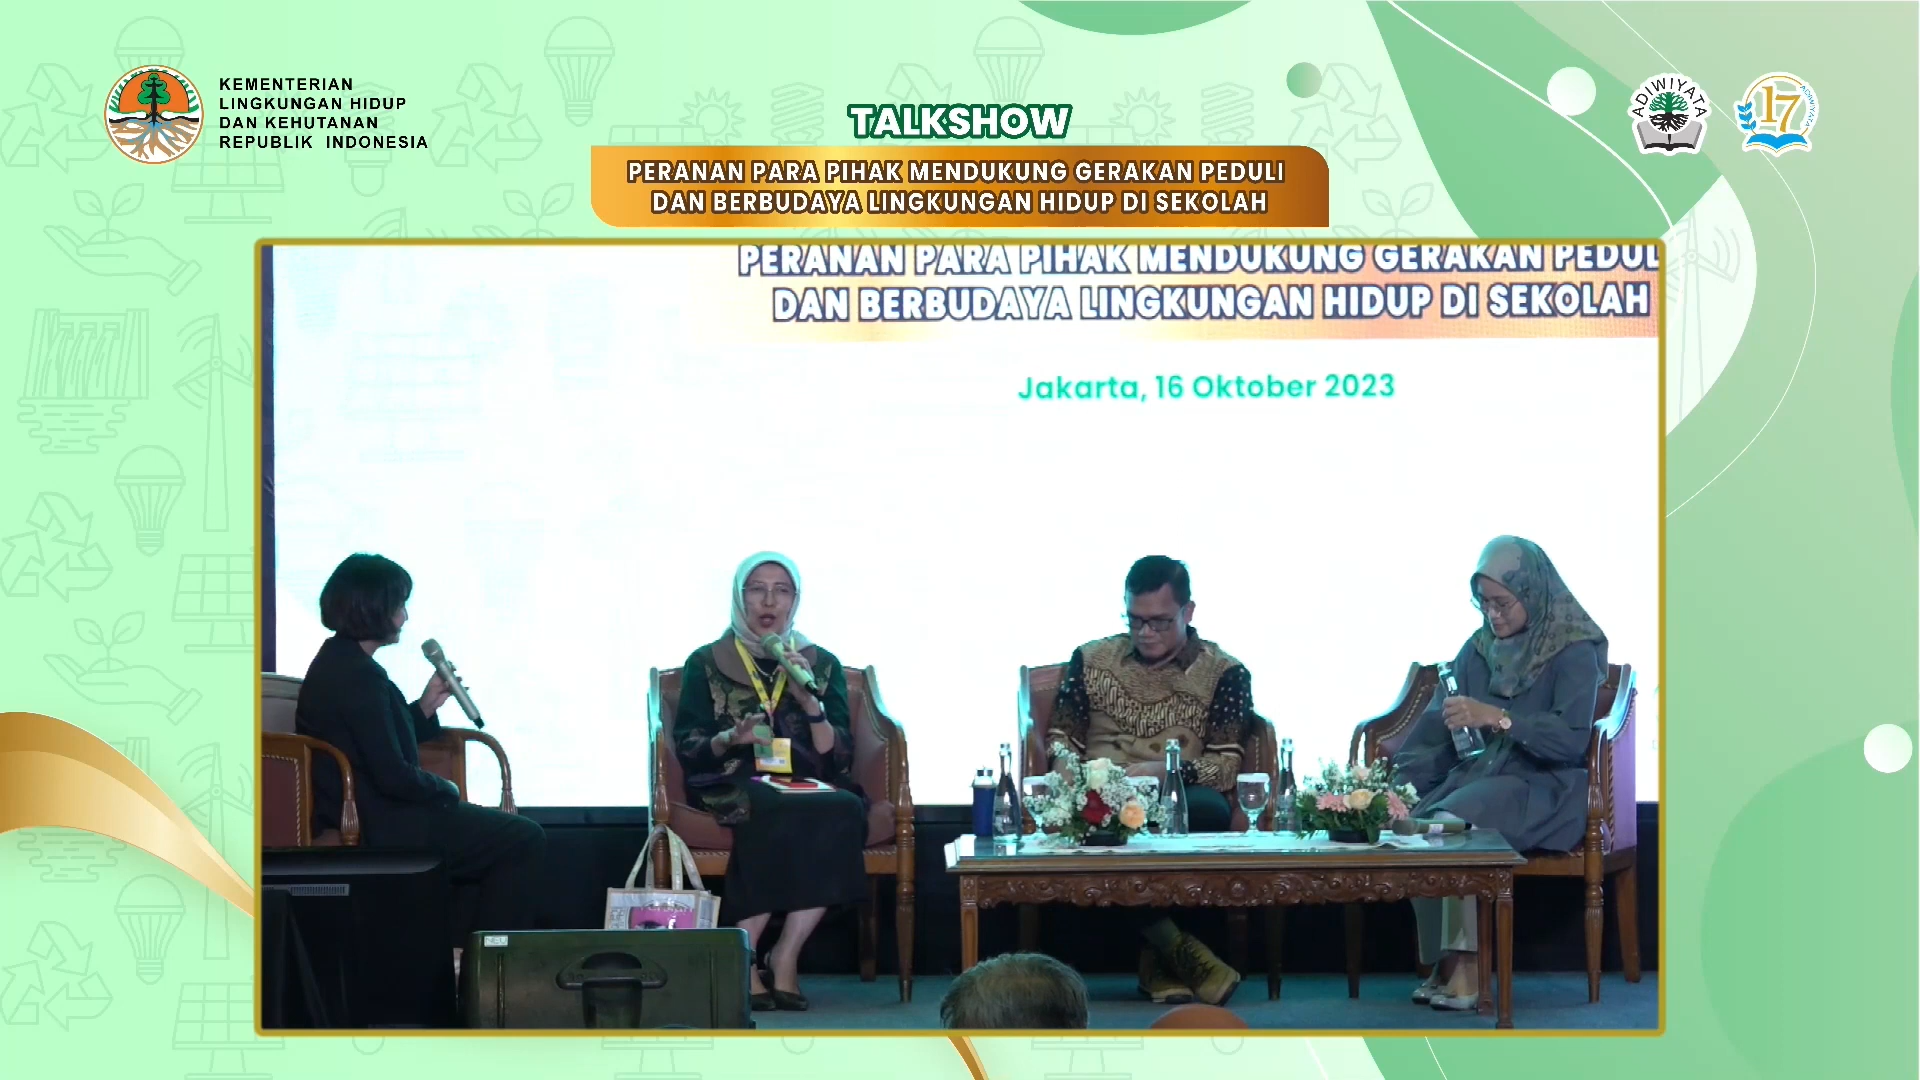 KEMENTERIAN
LINGKUNGAN HIDUP
DAN KEHUTANAN
REPUBLIK INDONESIA
TALKSHOW
PERANAN PARA PIHAK MENDUKUNG GERAKAN PEDULI
DAN BERBUDAYA LINGKUNGAN HIDUP DI SEKOLAH
ADIWIYATA
17
ADIWIYATA
PERANAN PARA PIHAK MENDUKUNG GERAKAN PEDUL
DAN BERBUDAYA LINGKUNGAN HIDUP DI SEKOLAH
Jakarta, 16 Oktober 2023